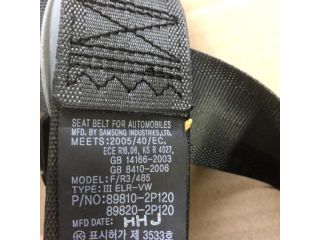 SEAT BELT FOR AUTOMOBILES
MFD. BY SAMSONG INDUSTRIES,LTD.
MEETS: 2005/40/EC,
ECE R16.06, KS R 4027,
GB 14166-2003
GB 8410-2006
MODEL: F/R3/485
TYPE: III ELR-VW
P/NO: 89810-2P120
89820-2P120
MFD DATE: HHJ
표시허가 제 3533호